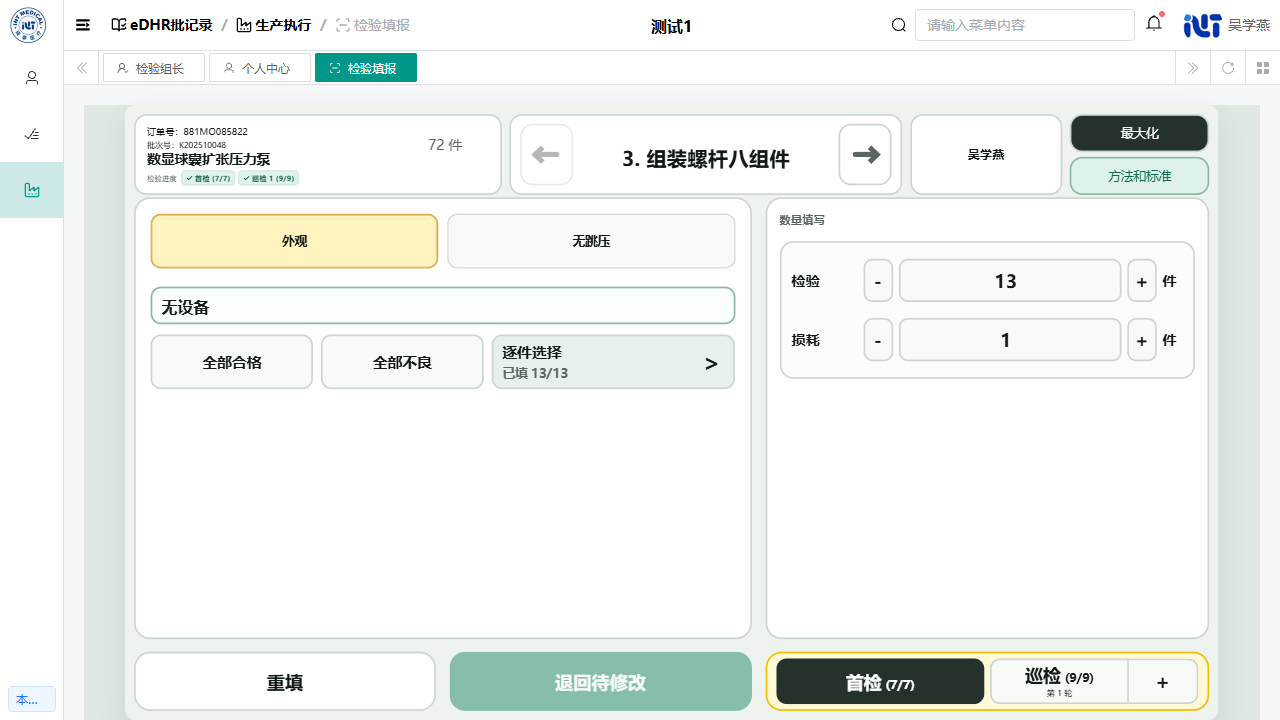 eDHR批记录 / 生产执行 / 检验填报
测试1
请输入菜单内容
吴学燕
检验组长
个人中心
检验填报
订单号：881MO085822
批次号：K202510048
数显球囊扩张压力泵
72 件
检验进度 ✓ 首检 (7/7) ✓ 巡检 1 (9/9)
3. 组装螺杆八组件
吴学燕
最大化
方法和标准
外观
无跳压
无设备
全部合格
全部不良
逐件选择
已填 13/13
>
数量填写
检验 - 13 + 件
损耗 - 1 + 件
重填
退回待修改
首检 (7/7)
巡检 (9/9)
第 1 轮
+
本...